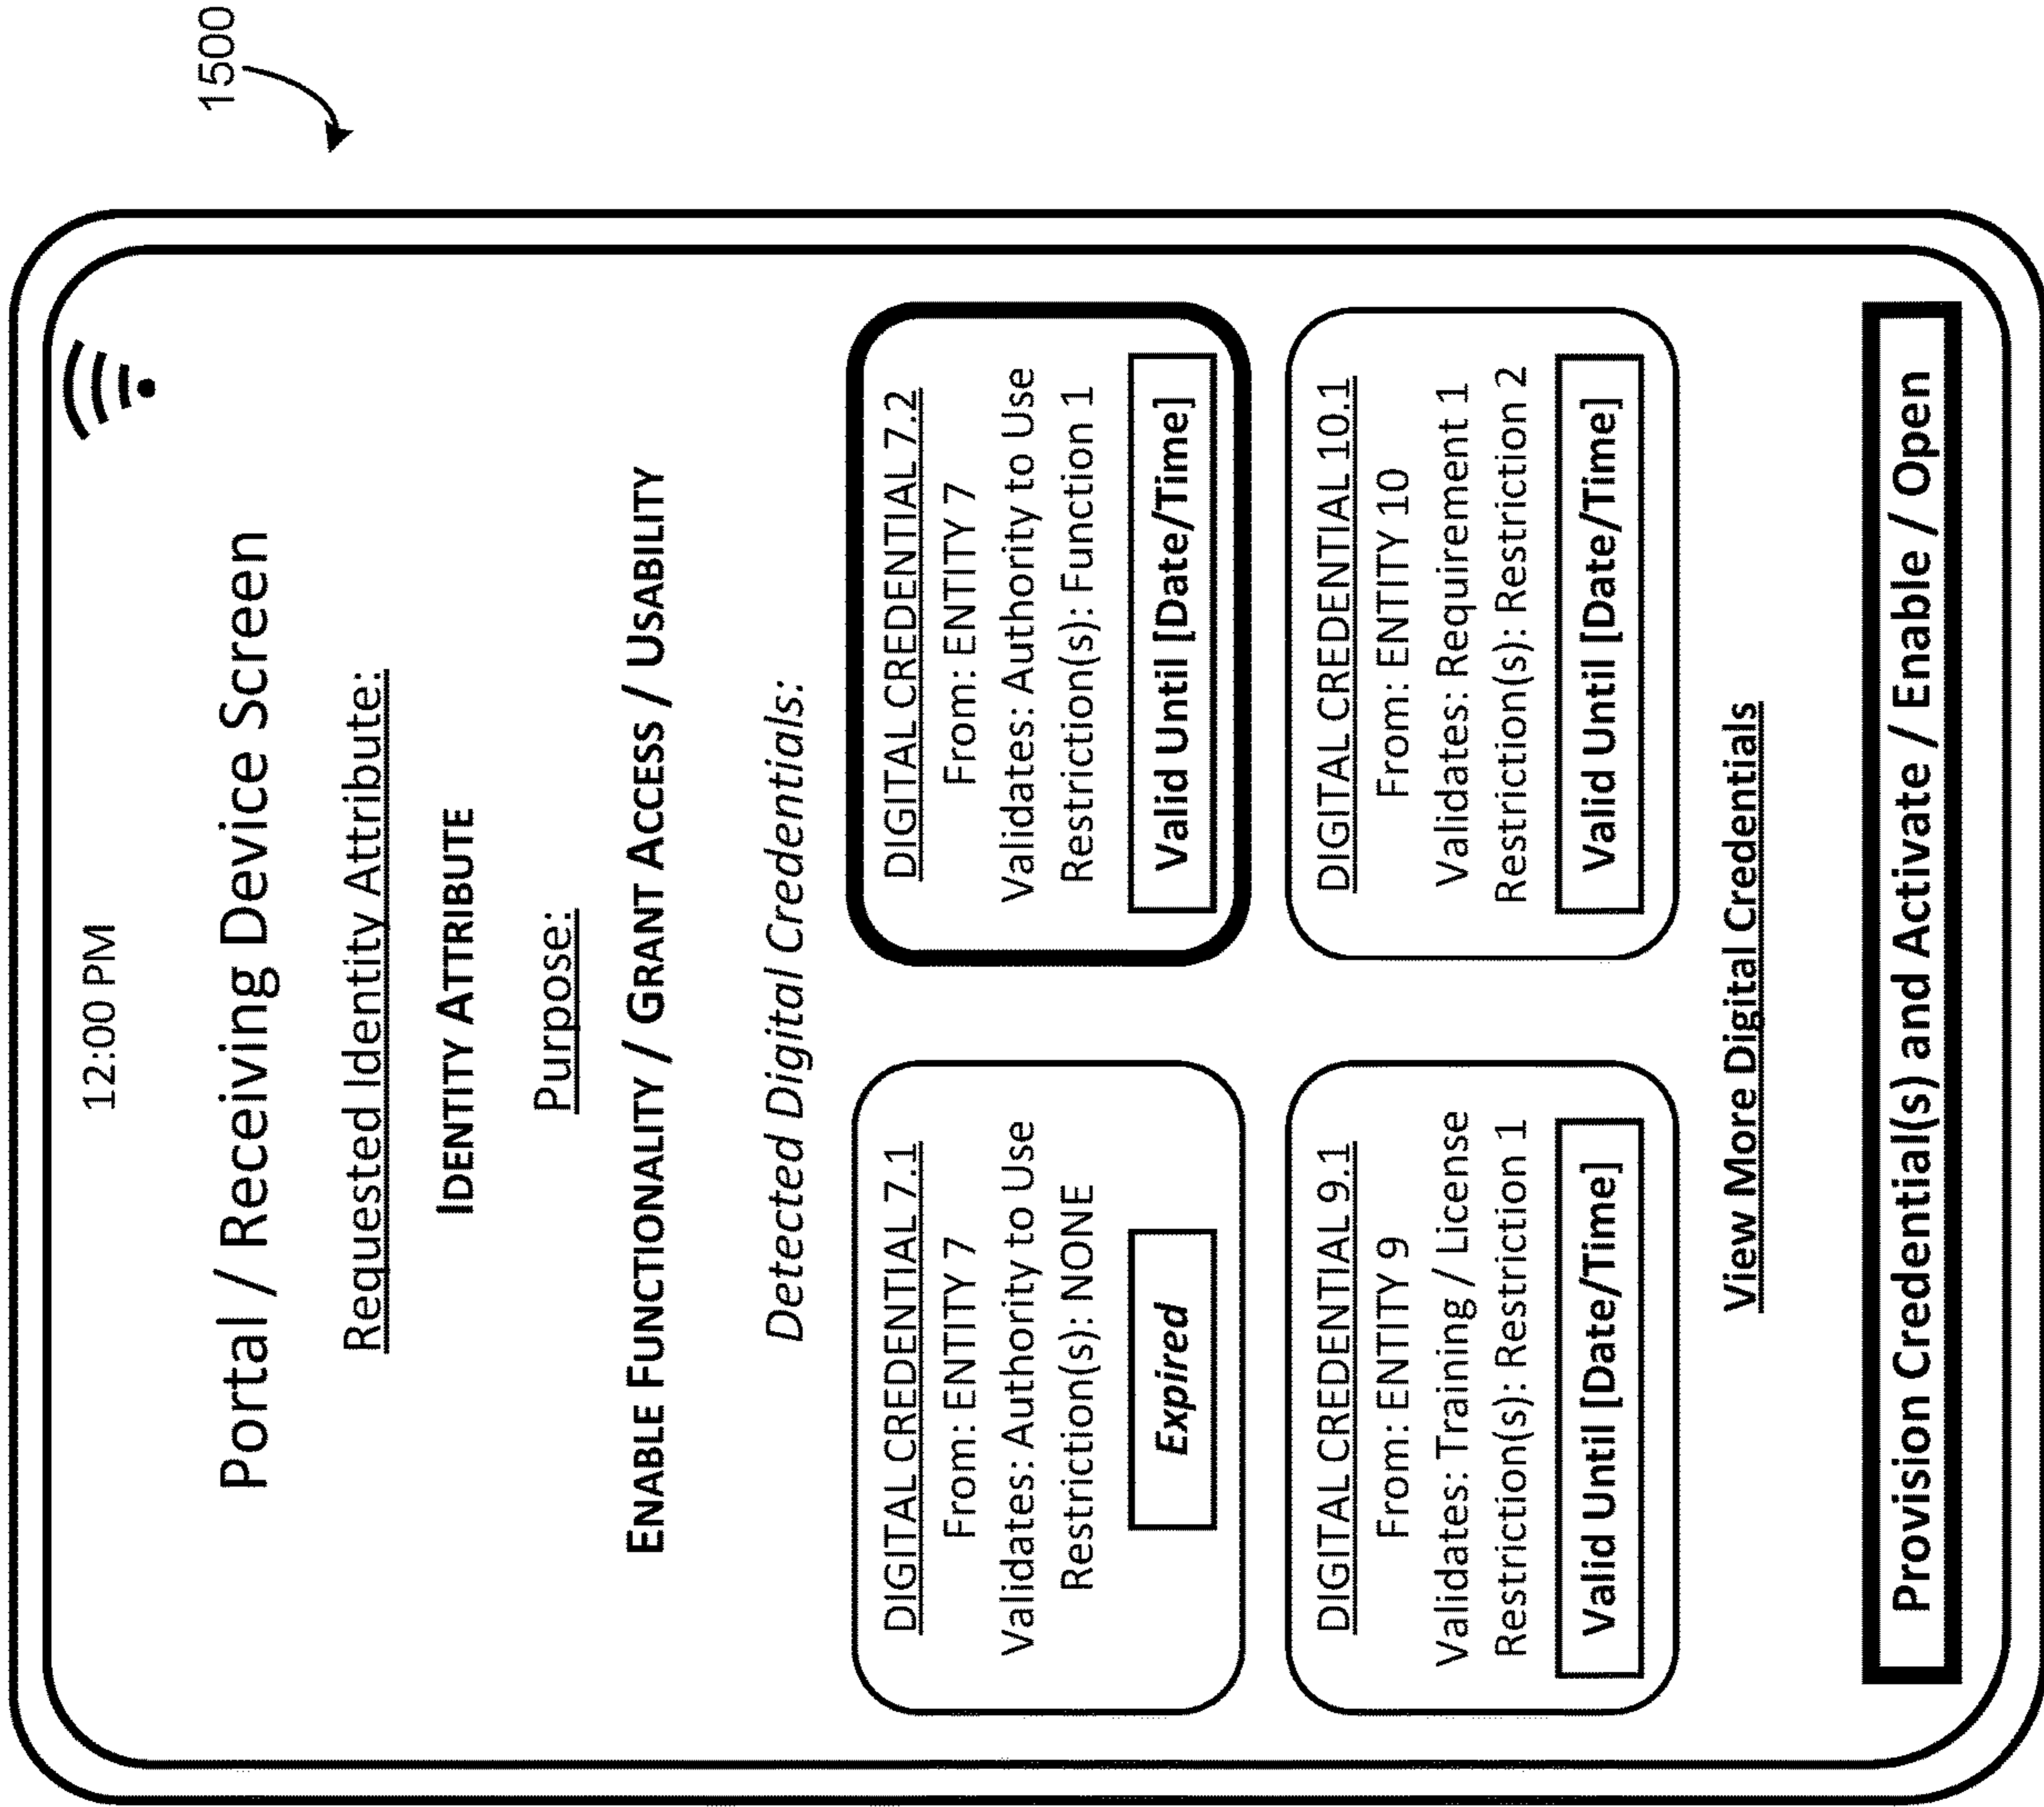 1500
12:00 PM
Portal / Receiving Device Screen
Requested Identity Attribute:
IDENTITY ATTRIBUTE
Purpose:
ENABLE FUNCTIONALITY / GRANT ACCESS / USABILITY
Detected Digital Credentials:
DIGITAL CREDENTIAL 7.1
From: ENTITY 7
Validates: Authority to Use
Restriction(s): NONE
Expired
DIGITAL CREDENTIAL 7.2
From: ENTITY 7
Validates: Authority to Use
Restriction(s): Function 1
Valid Until [Date/Time]
DIGITAL CREDENTIAL 9.1
From: ENTITY 9
Validates: Training / License
Restriction(s): Restriction 1
Valid Until [Date/Time]
DIGITAL CREDENTIAL 10.1
From: ENTITY 10
Validates: Requirement 1
Restriction(s): Restriction 2
Valid Until [Date/Time]
View More Digital Credentials
Provision Credential(s) and Activate / Enable / Open